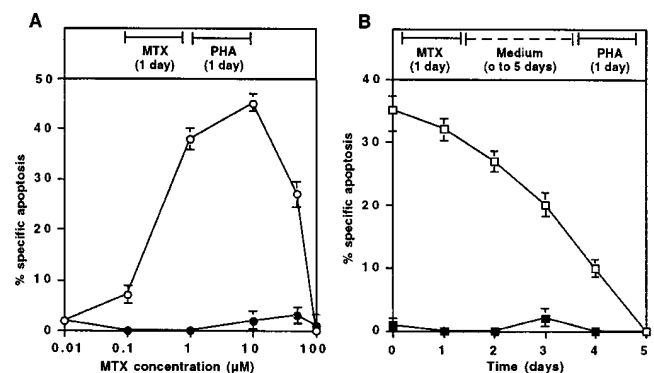 A
MTX
(1 day)
PHA
(1 day)
% specific apoptosis
50
40
30
20
10
0
0.01 0.1 1 10 100
MTX concentration (µM)
B
MTX
(1 day)
Medium
(o to 5 days)
PHA
(1 day)
% specific apoptosis
40
30
20
10
0
0 1 2 3 4 5
Time (days)